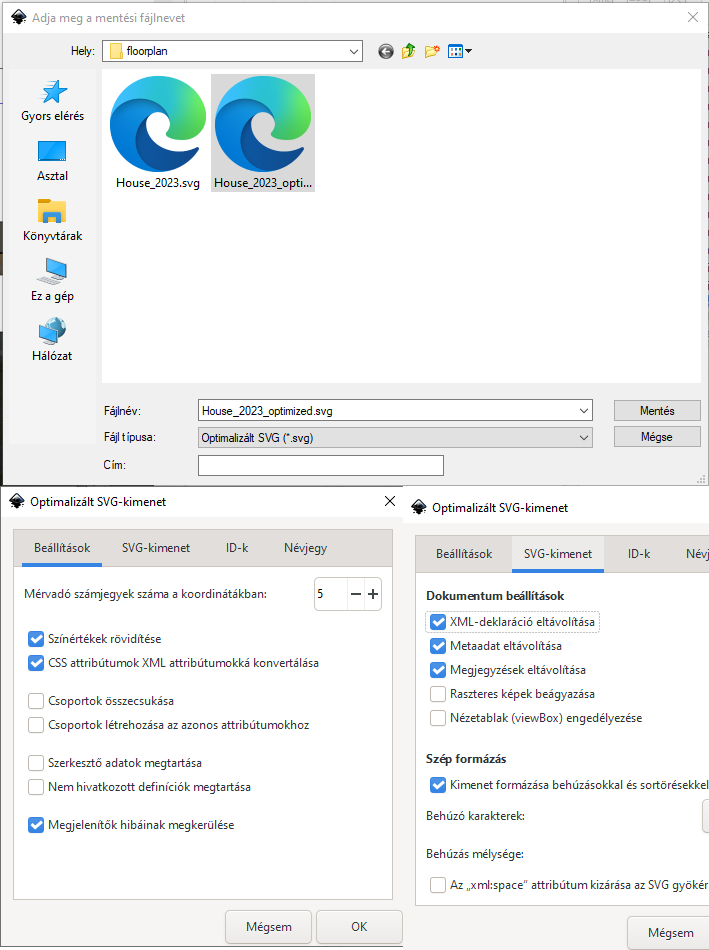 Adja meg a mentési fájlnevet
Hely: floorplan
Gyors elérés
Asztal
Könyvtárak
Ez a gép
Hálózat
House_2023.svg
House_2023_opti...
Fájlnév: House_2023_optimized.svg
Mentés
Fájl típusa: Optimalizált SVG (*.svg)
Mégse
Cím:
Optimalizált SVG-kimenet
Beállítások SVG-kimenet ID-k Névjegy
Mérvadó számjegyek száma a koordinátákban: 5
Színértékek rövidítése
CSS attribútumok XML attribútumokká konvertálása
Csoportok összecsukása
Csoportok létrehozása az azonos attribútumokhoz
Szerkesztő adatok megtartása
Nem hivatkozott definíciók megtartása
Megjelenítők hibáinak megkerülése
Mégsem OK
Optimalizált SVG-kimenet
Beállítások SVG-kimenet ID-k Névj
Dokumentum beállítások
XML-deklaráció eltávolítása
Metaadat eltávolítása
Megjegyzések eltávolítása
Raszteres képek beágyazása
Nézetablak (viewBox) engedélyezése
Szép formázás
Kimenet formázása behúzásokkal és sortörésekkel
Behúzó karakterek:
Behúzás mélysége:
Az „xml:space” attribútum kizárása az SVG gyökér
Mégsem